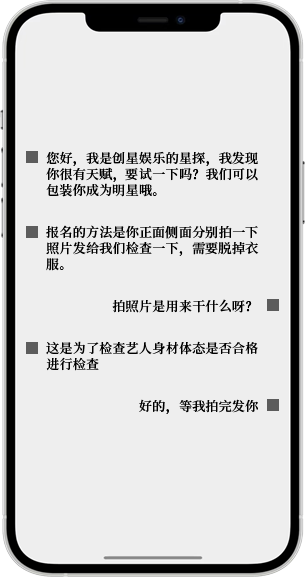 您好，我是创星娱乐的星探，我发现
你很有天赋，要试一下吗？我们可以
包装你成为明星哦。
报名的方法是你正面侧面分别拍一下
照片发给我们检查一下，需要脱掉衣
服。
拍照片是用来干什么呀？
这是为了检查艺人身材体态是否合格
进行检查
好的，等我拍完发你